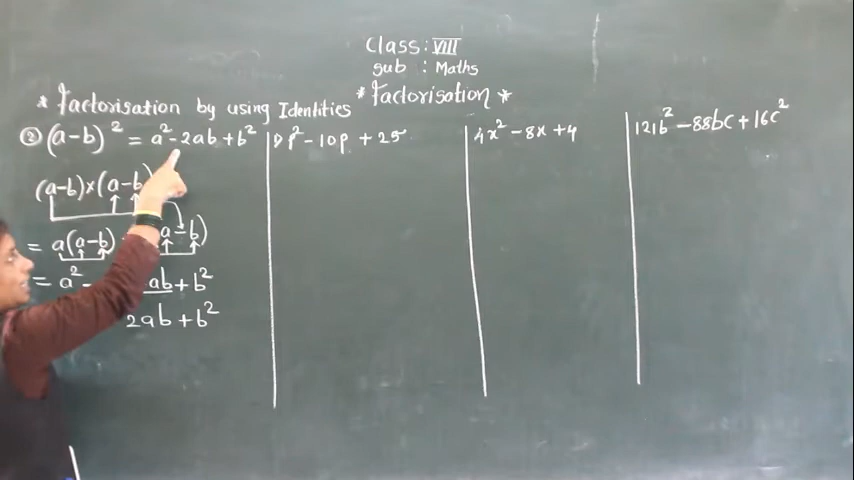 Class: VIII
Sub : Maths
* Factorisation *
* Factorisation by using Identities
② (a-b)² = a²-2ab+b²
(a-b)×(a-b)
= a(a-b) a-b)
= a² - ab+b²
2ab+b²
1) p²-10p+25
4x²-8x+4
121b²-88bc+16c²